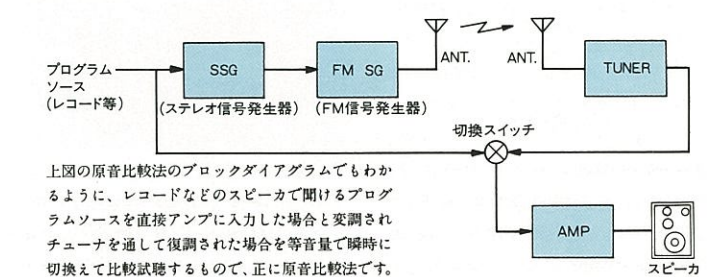 プログラム
ソース
(レコード等)
SSG
(ステレオ信号発生器)
FM SG
(FM信号発生器)
ANT.
ANT.
TUNER
切換スイッチ
AMP
スピーカ
上図の原音比較法のブロックダイアグラムでもわか
るように、レコードなどのスピーカで聞けるプログ
ラムソースを直接アンプに入力した場合と変調され
チューナを通して復調された場合を等音量で瞬時に
切換えて比較試聴するもので、正に原音比較法です。